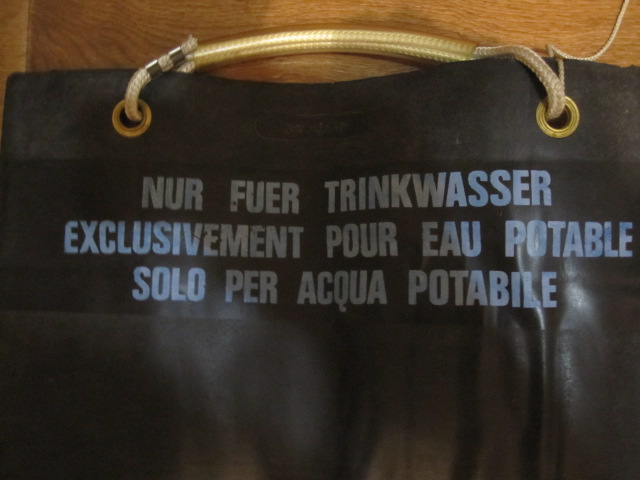 NUR FUER TRINKWASSER
EXCLUSIVEMENT POUR EAU POTABLE
SOLO PER ACQUA POTABILE